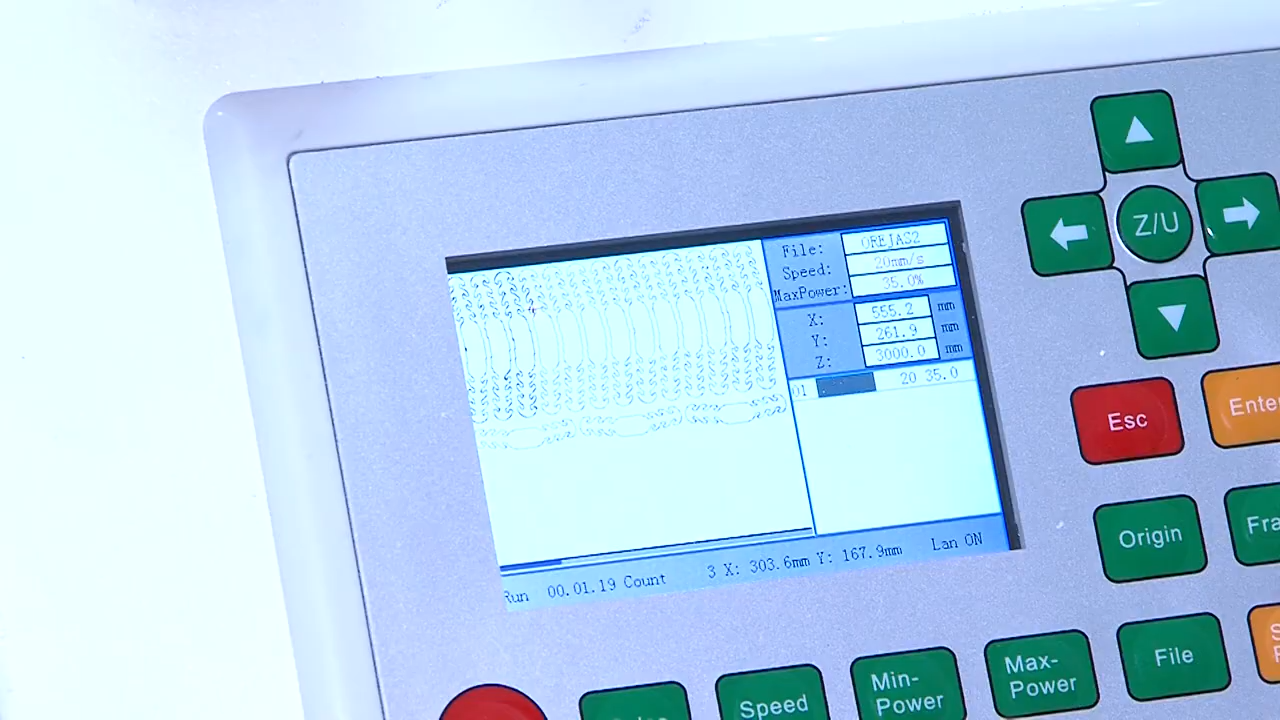 File: OREJAS2
Speed: 20mm/s
MaxPower: 35.0%
X: 555.2 mm
Y: 261.9 mm
Z: 3000.0 mm
01 20 35.0
Run 00.01.19 Count 3 X: 303.6mm Y: 167.9mm Lan ON
Z/U
Esc
Enter
Origin
Fra
File
Max-
Power
Min-
Power
Speed